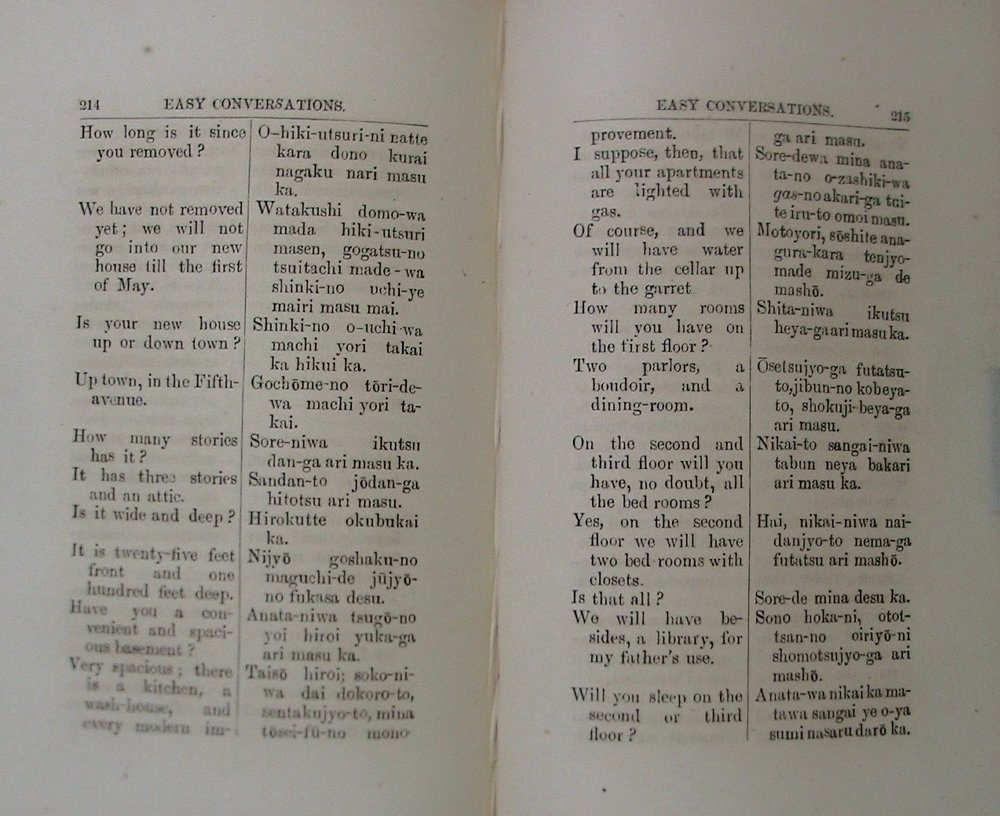 214 EASY CONVERSATIONS.
How long is it since
you removed ?
We have not removed
yet ; we will not
go into our new
house till the first
of May.
Is your new house
up or down town ?
Up town, in the Fifth-
avenue.
How many stories
has it ?
It has three stories
and an attic.
Is it wide and deep ?
It is twenty-five feet
front and one
hundred feet deep.
Have you a con-
venient and spaci-
ous basement ?
Very spacious ; there
is a kitchen, a
wash-house, and
every modern im-
O-hiki-utsuri-ni natte
kara dono kurai
nagaku nari masu
ka.
Watakushi domo-wa
mada hiki-utsuri
masen, gogatsu-no
tsuitachi made-wa
shinki-no uchi-ye
mairi masu mai.
Shinki-no o-uchi-wa
machi yori takai
ka hikui ka.
Gochōme-no tōri-de-
wa machi yori ta-
kai.
Sore-niwa ikutsu
dan-ga ari masu ka.
Sandan-to jōdan-ga
hitotsu ari masu.
Hirokutte okubukai
ka.
Nijyō goshaku-no
maguchi-de jūjyō-
no fukasa desu.
Anata-niwa tsugō-no
yoi hiroi yuka-ga
ari masu ka.
Taisō hiroi; soko-ni-
wa dai dokoro-to,
sentakujyo-to, mina
tōsei-fū-no mono
EASY CONVERSATIONS. 215
provement.
I suppose, then, that
all your apartments
are lighted with
gas.
Of course, and we
will have water
from the cellar up
to the garret
How many rooms
will you have on
the first floor ?
Two parlors, a
boudoir, and a
dining-room.
On the second and
third floor will you
have, no doubt, all
the bed rooms ?
Yes, on the second
floor we will have
two bed-rooms with
closets.
Is that all ?
We will have be-
sides, a library, for
my father's use.
Will you sleep on the
second or third
floor ?
ga ari masu.
Sore-dewa mina ana-
ta-no o-zashiki-wa
gas-no akari-ga tui-
te iru-to omoi masu.
Motoyori, sōshite ana-
gura-kara tenjyo-
made mizu-ga de
mashō.
Shita-niwa ikutsu
heya-ga ari masu ka.
Ōsetsujyo-ga futatsu-
to, jibun-no kobeya-
to, shokuji-beya-ga
ari masu.
Nikai-to sangai-niwa
tabun neya bakari
ari masu ka.
Hai, nikai-niwa nai-
danjyo-to nema-ga
futatsu ari mashō.
Sore-de mina desu ka.
Sono hoka-ni, otot-
tsan-no oiriyō-ni
shomotsujyo-ga ari
mashō.
Anata-wa nikai ka ma-
tawa sangai ye o-ya
sumi nasaru darō ka.